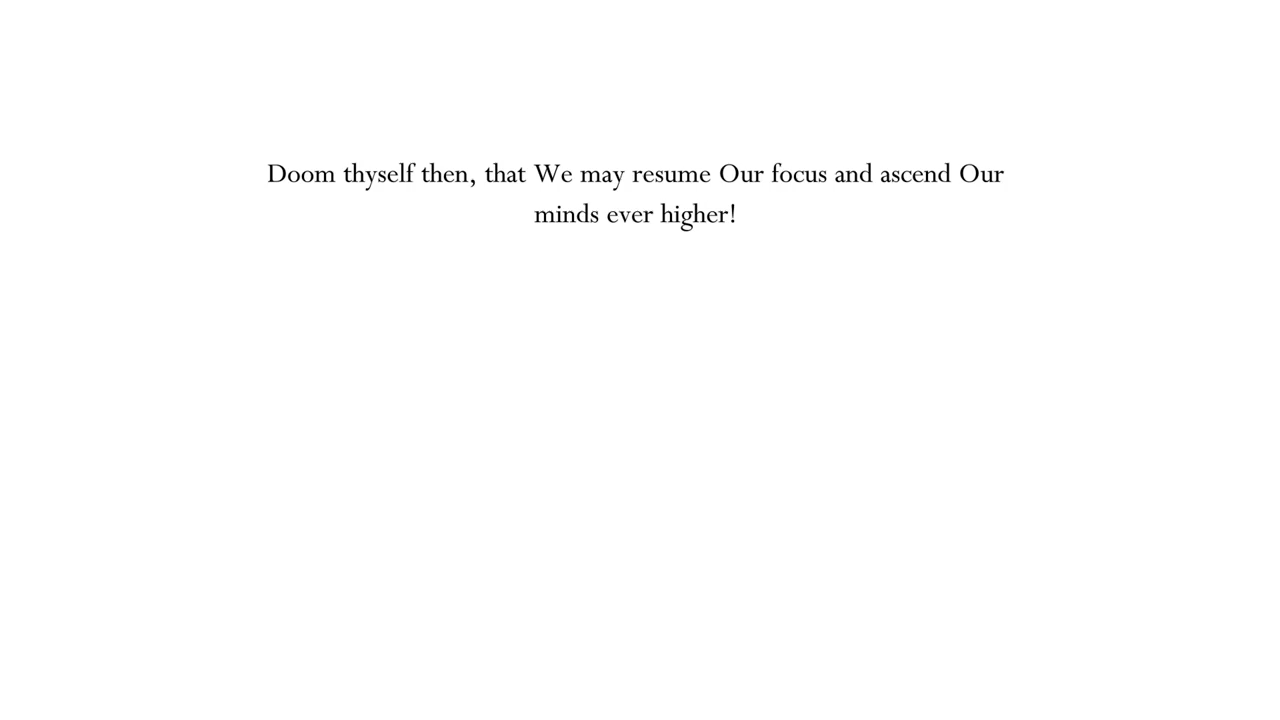 Doom thyself then, that We may resume Our focus and ascend Our
minds ever higher!